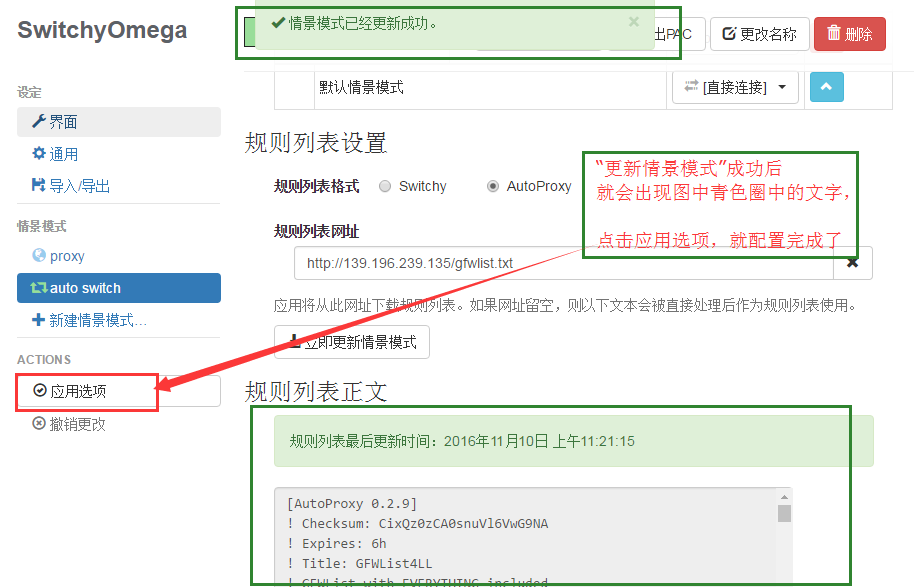 SwitchyOmega
情景模式已经更新成功。
×
出PAC
更改名称
删除
设定
界面
通用
导入/导出
情景模式
proxy
auto switch
新建情景模式…
ACTIONS
应用选项
撤销更改
默认情景模式
[直接连接]
规则列表设置
规则列表格式
Switchy
AutoProxy
“更新情景模式”成功后
就会出现图中青色圈中的文字，
点击应用选项，就配置完成了
规则列表网址
http://139.196.239.135/gfwlist.txt
应用将从此网址下载规则列表。如果网址留空，则以下文本会被直接处理后作为规则列表使用。
立即更新情景模式
规则列表正文
规则列表最后更新时间：2016年11月10日 上午11:21:15
[AutoProxy 0.2.9]
! Checksum: CixQz0zCA0snuVl6VwG9NA
! Expires: 6h
! Title: GFWList4LL
! GFWList with EVERYTHING included